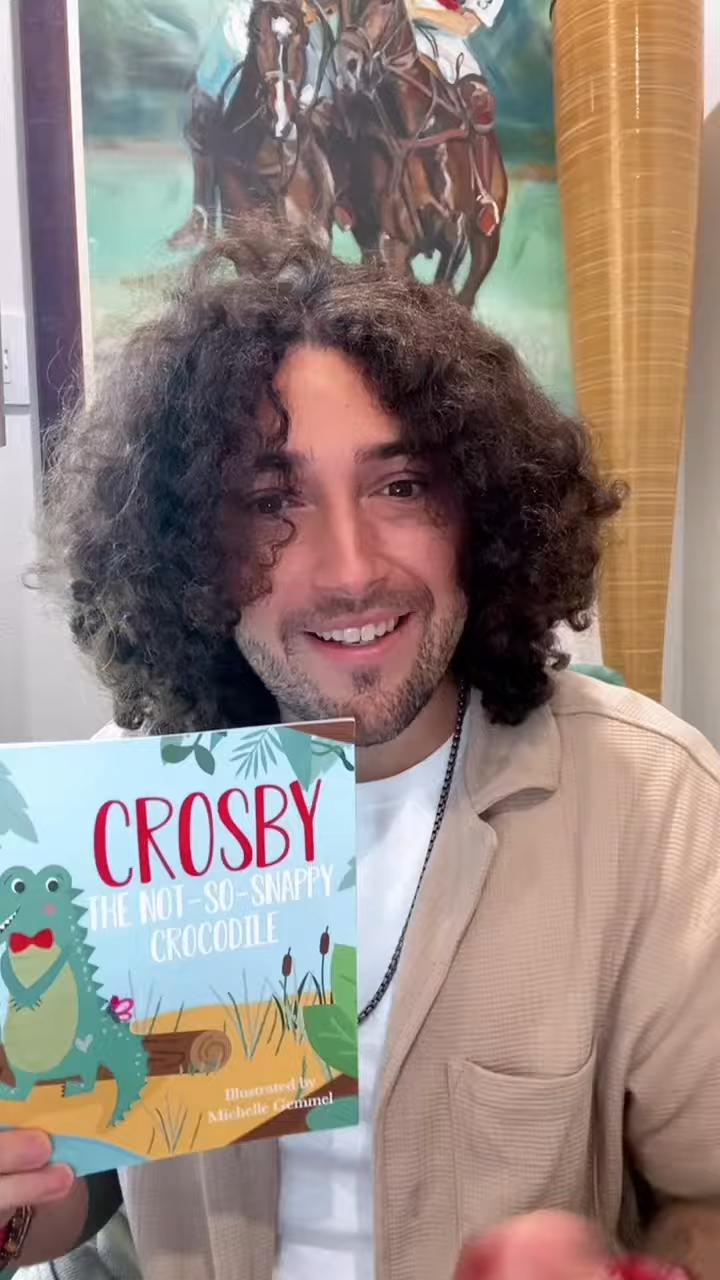 CROSBY
THE NOT-SO-SNAPPY
CROCODILE
Illustrated by
Michelle Gemmel